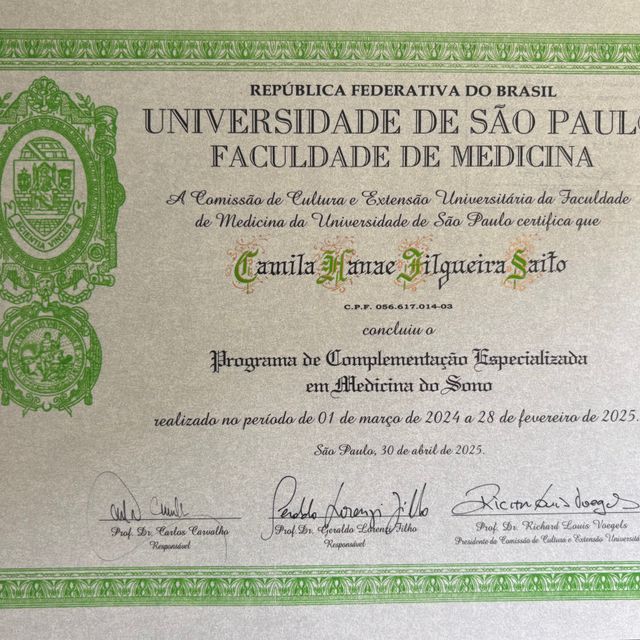 REPÚBLICA FEDERATIVA DO BRASIL
UNIVERSIDADE DE SÃO PAULO
FACULDADE DE MEDICINA
A Comissão de Cultura e Extensão Universitária da Faculdade
de Medicina da Universidade de São Paulo certifica que
Camila Hanae Filgueira Saito
C.P.F. 056.617.014-03
concluiu o
Programa de Complementação Especializada
em Medicina do Sono
realizado no período de 01 de março de 2024 a 28 de fevereiro de 2025.
São Paulo, 30 de abril de 2025.
Prof. Dr. Carlos Carvalho
Responsável
Prof. Dr. Geraldo Lorenzi Filho
Responsável
Prof. Dr. Richard Louis Voegels
Presidente da Comissão de Cultura e Extensão Universitá
SCIENTIA VINCES